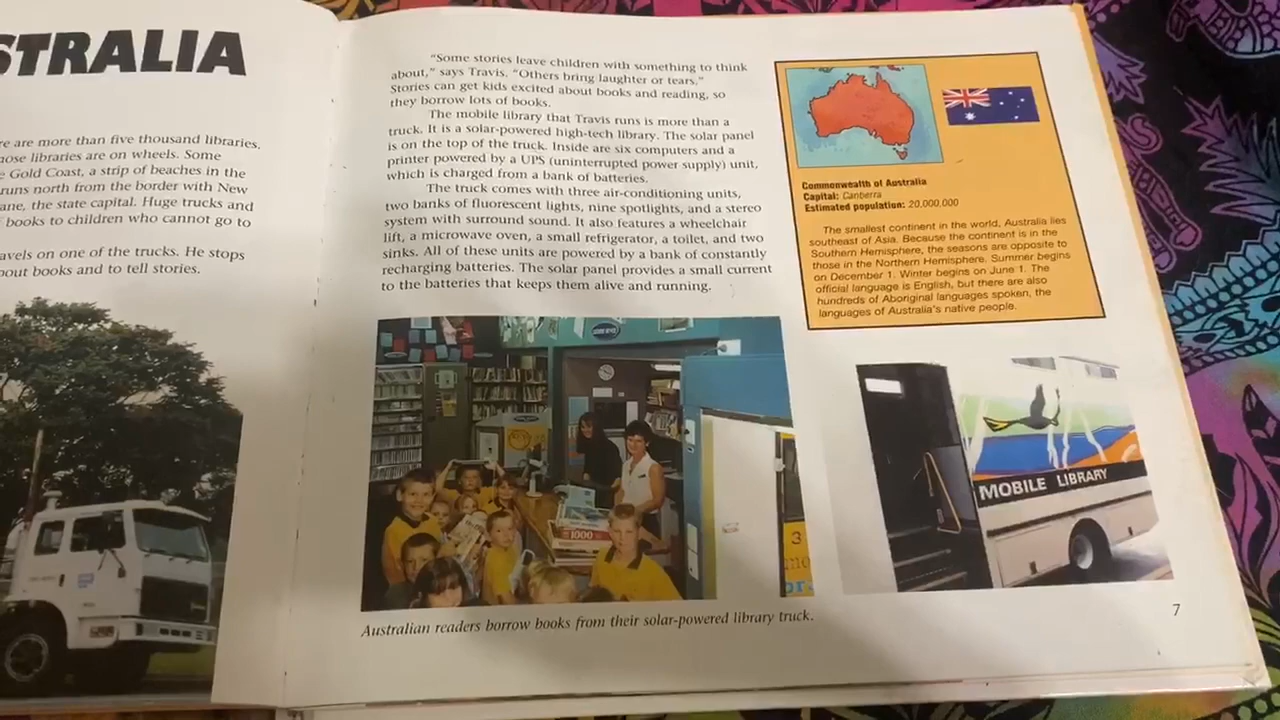 STRALIA
re are more than five thousand libraries,
nose libraries are on wheels. Some
e Gold Coast, a strip of beaches in the
runs north from the border with New
ane, the state capital. Huge trucks and
books to children who cannot go to
avels on one of the trucks. He stops
bout books and to tell stories.
"Some stories leave children with something to think
about," says Travis. "Others bring laughter or tears."
Stories can get kids excited about books and reading, so
they borrow lots of books.
The mobile library that Travis runs is more than a
truck. It is a solar-powered high-tech library. The solar panel
is on the top of the truck. Inside are six computers and a
printer powered by a UPS (uninterrupted power supply) unit,
which is charged from a bank of batteries.
The truck comes with three air-conditioning units,
two banks of fluorescent lights, nine spotlights, and a stereo
system with surround sound. It also features a wheelchair
lift, a microwave oven, a small refrigerator, a toilet, and two
sinks. All of these units are powered by a bank of constantly
recharging batteries. The solar panel provides a small current
to the batteries that keeps them alive and running.
1000
3
Australian readers borrow books from their solar-powered library truck.
Commonwealth of Australia
Capital: Canberra
Estimated population: 20,000,000
The smallest continent in the world, Australia lies
southeast of Asia. Because the continent is in the
Southern Hemisphere, the seasons are opposite to
those in the Northern Hemisphere. Summer begins
on December 1. Winter begins on June 1. The
official language is English, but there are also
hundreds of Aboriginal languages spoken, the
languages of Australia's native people.
MOBILE LIBRARY
7